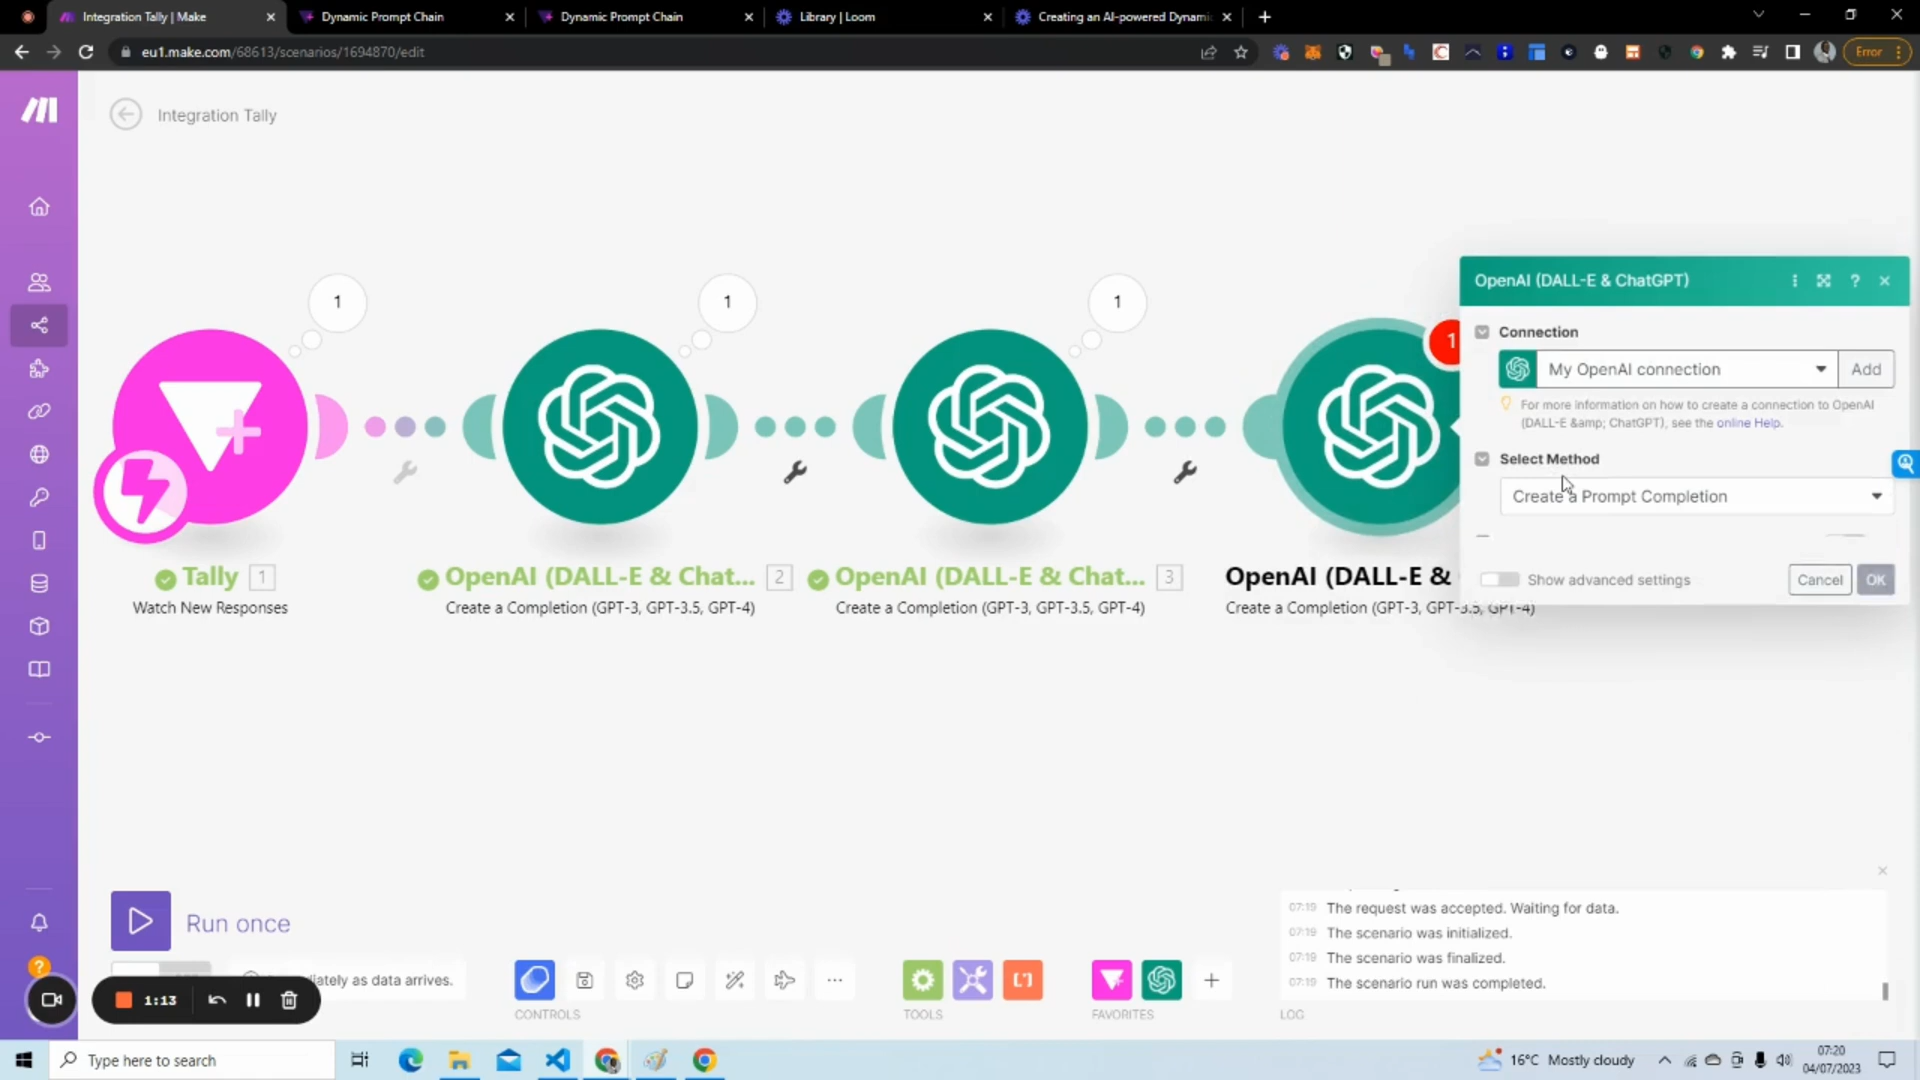 Integration Tally | Make
Dynamic Prompt Chain
Dynamic Prompt Chain
Library | Loom
Creating an AI-powered Dynami
eu1.make.com/68613/scenarios/1694870/edit
Error
Integration Tally
1
1
1
1
OpenAI (DALL-E & ChatGPT)
Connection
My OpenAI connection
Add
For more information on how to create a connection to OpenAI
(DALL-E &amp; ChatGPT), see the online Help.
Select Method
Create a Prompt Completion
Show advanced settings
Cancel
OK
Tally 1
Watch New Responses
OpenAI (DALL-E & Chat... 2
Create a Completion (GPT-3, GPT-3.5, GPT-4)
OpenAI (DALL-E & Chat... 3
Create a Completion (GPT-3, GPT-3.5, GPT-4)
OpenAI (DALL-E &
Create a Completion (GPT-3, GPT-3.5, GPT-4)
Run once
iately as data arrives.
1:13
CONTROLS
TOOLS
FAVORITES
LOG
07:19 The request was accepted. Waiting for data.
07:19 The scenario was initialized.
07:19 The scenario was finalized.
07:19 The scenario run was completed.
Type here to search
16°C Mostly cloudy
07:20
04/07/2023